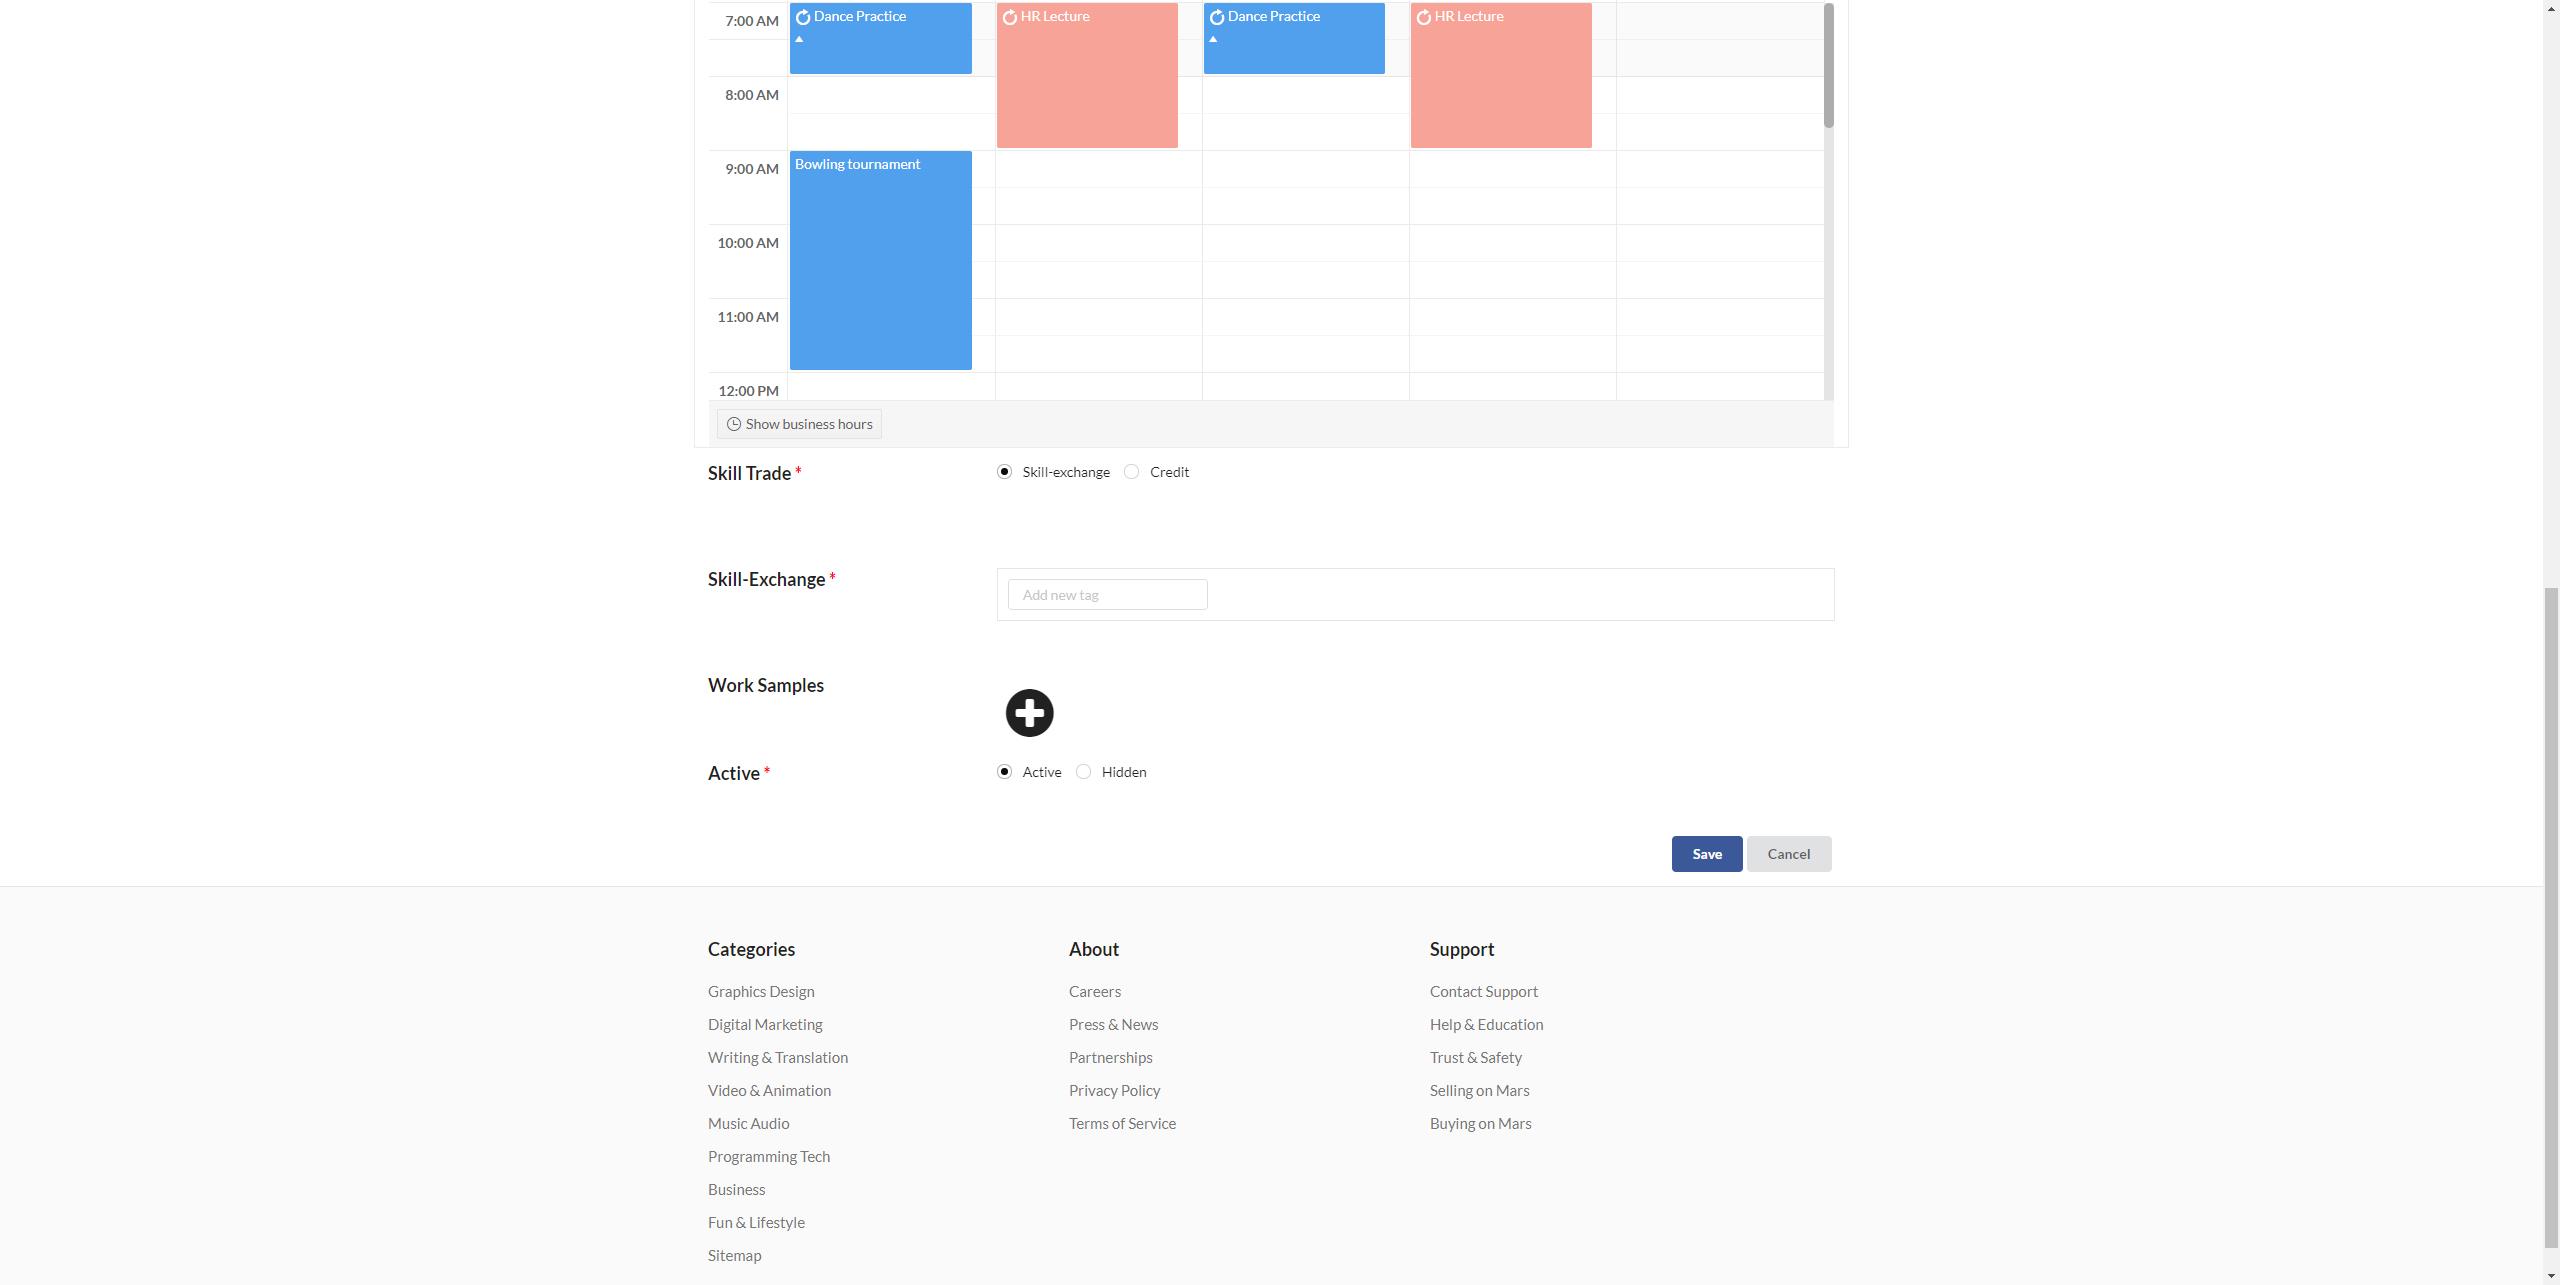 7:00 AM
Dance Practice
HR Lecture
Dance Practice
HR Lecture
8:00 AM
9:00 AM
Bowling tournament
10:00 AM
11:00 AM
12:00 PM
Show business hours
Skill Trade *
Skill-exchange
Credit
Skill-Exchange *
Add new tag
Work Samples
Active *
Active
Hidden
Save
Cancel
Categories
Graphics Design
Digital Marketing
Writing & Translation
Video & Animation
Music Audio
Programming Tech
Business
Fun & Lifestyle
Sitemap
About
Careers
Press & News
Partnerships
Privacy Policy
Terms of Service
Support
Contact Support
Help & Education
Trust & Safety
Selling on Mars
Buying on Mars